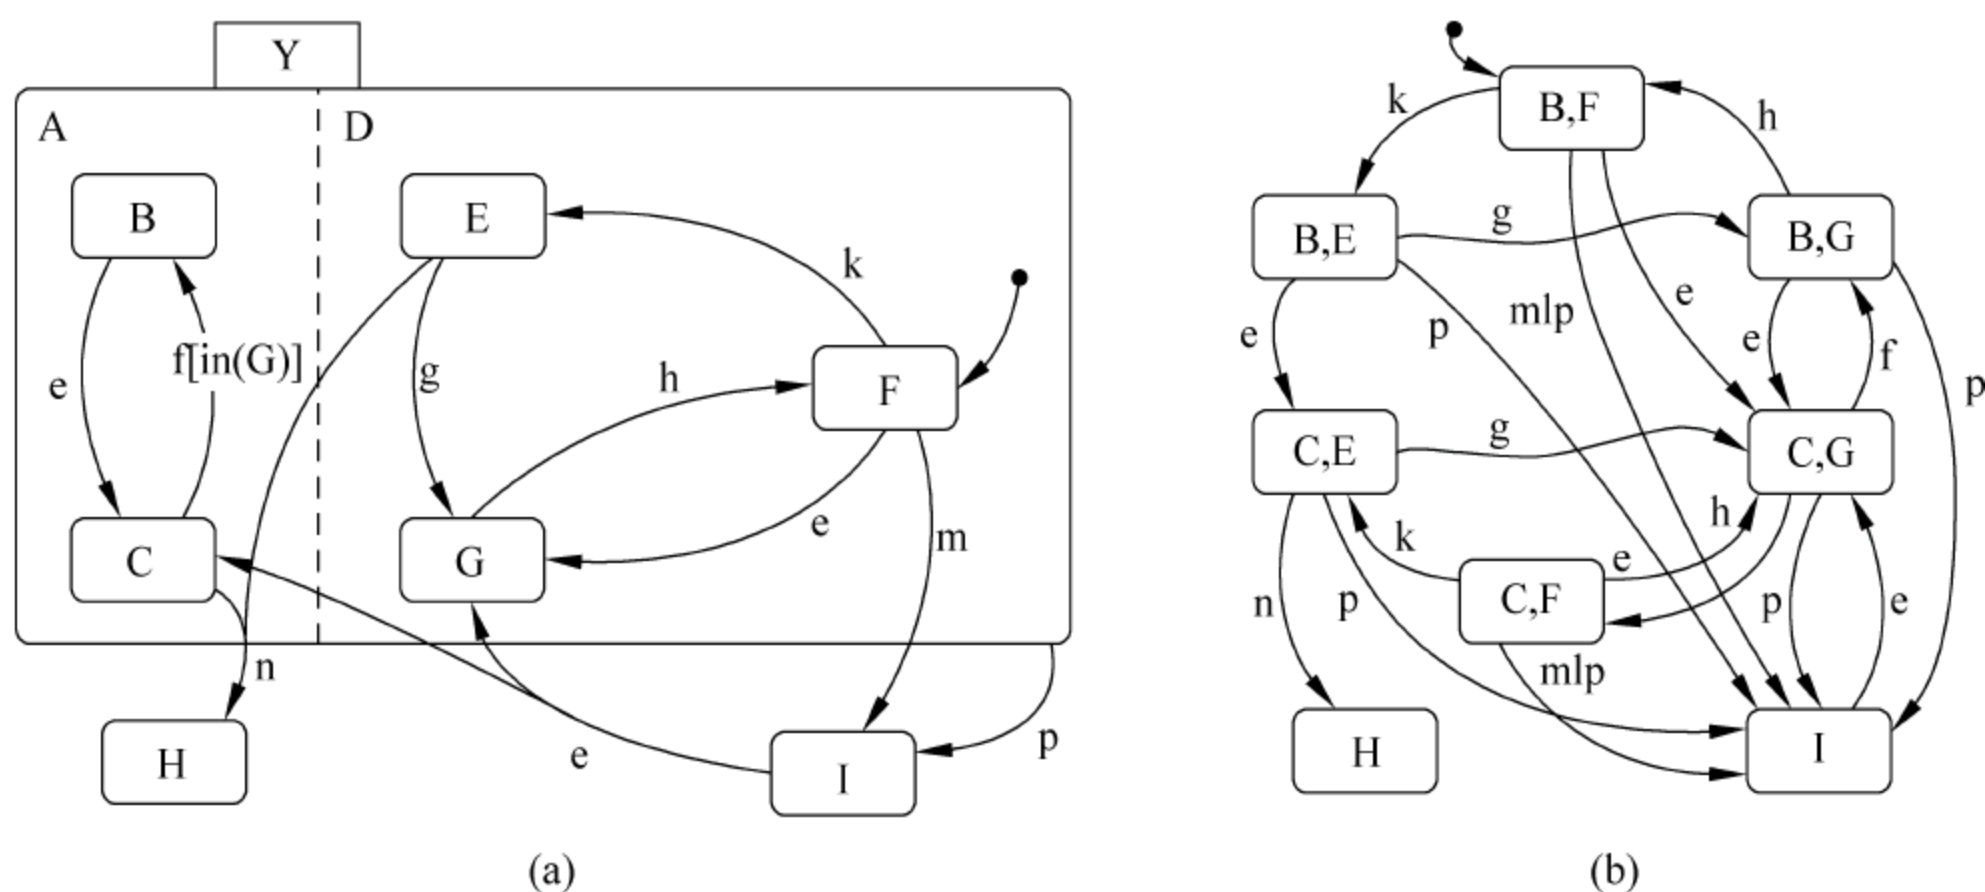 Y
A
D
B
E
k
e
f[in(G)]
g
h
F
C
G
e
m
n
H
e
I
p
(a)
B,F
k
h
B,E
g
B,G
e
p
mlp
e
e
f
p
C,E
g
C,G
k
e
h
n
p
C,F
p
e
mlp
H
I
(b)